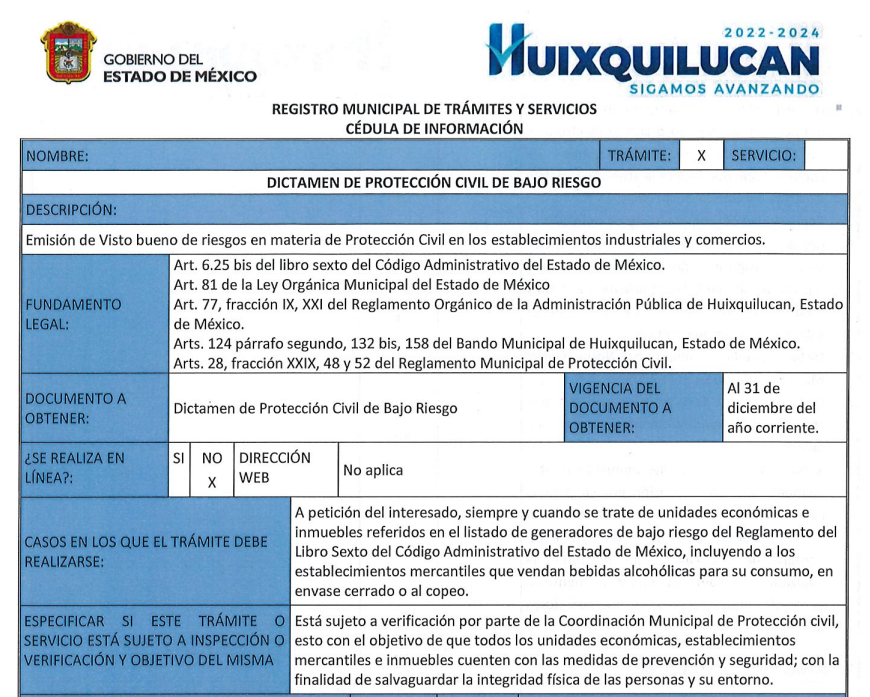 GOBIERNO DEL
ESTADO DE MÉXICO
2022-2024
HUIXQUILUCAN
SIGAMOS AVANZANDO
REGISTRO MUNICIPAL DE TRÁMITES Y SERVICIOS
CÉDULA DE INFORMACIÓN
NOMBRE: TRÁMITE: X SERVICIO:
DICTAMEN DE PROTECCIÓN CIVIL DE BAJO RIESGO
DESCRIPCIÓN:
Emisión de Visto bueno de riesgos en materia de Protección Civil en los establecimientos industriales y comercios.
FUNDAMENTO
LEGAL:
Art. 6.25 bis del libro sexto del Código Administrativo del Estado de México.
Art. 81 de la Ley Orgánica Municipal del Estado de México
Art. 77, fracción IX, XXI del Reglamento Orgánico de la Administración Pública de Huixquilucan, Estado
de México.
Arts. 124 párrafo segundo, 132 bis, 158 del Bando Municipal de Huixquilucan, Estado de México.
Arts. 28, fracción XXIX, 48 y 52 del Reglamento Municipal de Protección Civil.
DOCUMENTO A
OBTENER:
Dictamen de Protección Civil de Bajo Riesgo
VIGENCIA DEL
DOCUMENTO A
OBTENER:
Al 31 de
diciembre del
año corriente.
¿SE REALIZA EN
LÍNEA?:
SI
NO
X
DIRECCIÓN
WEB
No aplica
CASOS EN LOS QUE EL TRÁMITE DEBE
REALIZARSE:
A petición del interesado, siempre y cuando se trate de unidades económicas e
inmuebles referidos en el listado de generadores de bajo riesgo del Reglamento del
Libro Sexto del Código Administrativo del Estado de México, incluyendo a los
establecimientos mercantiles que vendan bebidas alcohólicas para su consumo, en
envase cerrado o al copeo.
ESPECIFICAR SI ESTE TRÁMITE O
SERVICIO ESTÁ SUJETO A INSPECCIÓN O
VERIFICACIÓN Y OBJETIVO DEL MISMA
Está sujeto a verificación por parte de la Coordinación Municipal de Protección civil,
esto con el objetivo de que todos los unidades económicas, establecimientos
mercantiles e inmuebles cuenten con las medidas de prevención y seguridad; con la
finalidad de salvaguardar la integridad física de las personas y su entorno.